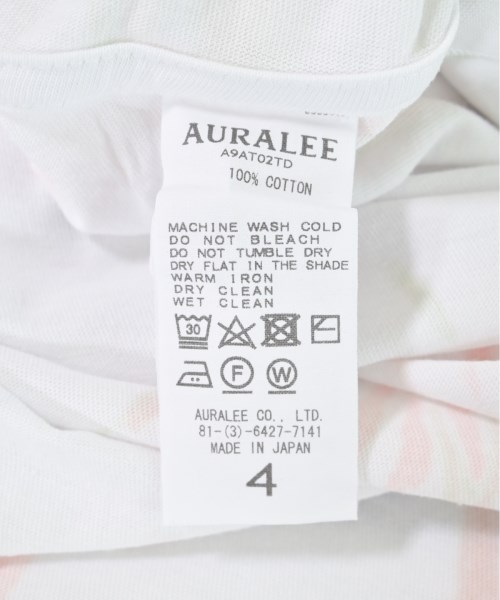 AURALEE
A9AT02TD
100% COTTON
MACHINE WASH COLD
DO NOT BLEACH
DO NOT TUMBLE DRY
DRY FLAT IN THE SHADE
WARM IRON
DRY CLEAN
WET CLEAN
30
F W
AURALEE CO., LTD.
81-(3)-6427-7141
MADE IN JAPAN
4